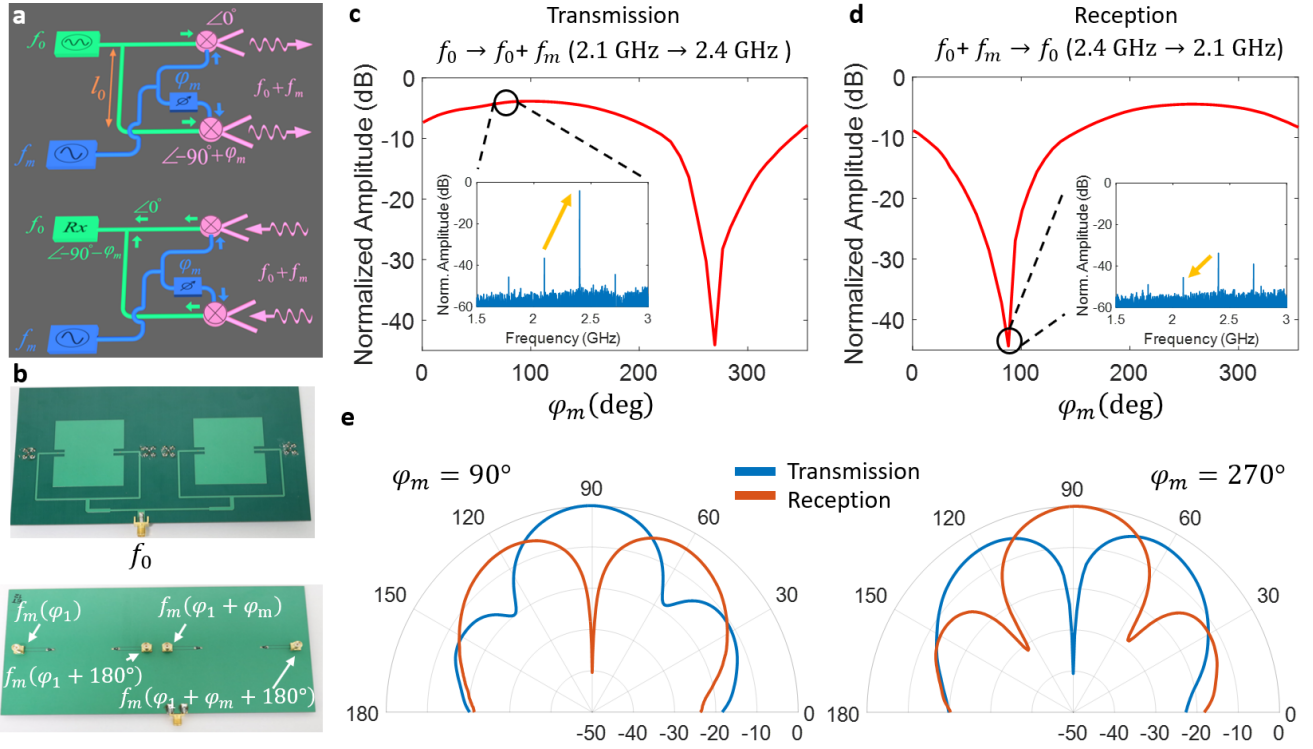 a
f₀
∠0°
l₀
φₘ
f₀+fₘ
fₘ
∠−90°+φₘ
f₀
Rx
∠0°
∠−90°−φₘ
φₘ
f₀+fₘ
fₘ
b
f₀
fₘ(φ₁)
fₘ(φ₁ + φₘ)
fₘ(φ₁ + 180°)
fₘ(φ₁ + φₘ + 180°)
c
Transmission
f₀ → f₀+ fₘ (2.1 GHz → 2.4 GHz )
Normalized Amplitude (dB)
0
-10
-20
-30
-40
0
100
200
300
φₘ(deg)
Norm. Amplitude (dB)
0
-20
-40
-60
1.5
2
2.5
3
Frequency (GHz)
d
Reception
f₀+ fₘ → f₀ (2.4 GHz → 2.1 GHz)
Normalized Amplitude (dB)
0
-10
-20
-30
-40
0
100
200
300
φₘ(deg)
Norm. Amplitude (dB)
0
-20
-40
-60
1.5
2
2.5
3
Frequency (GHz)
e
φₘ = 90°
Transmission
Reception
φₘ = 270°
90
120
60
150
30
180
0
-50 -40 -30 -20 -10 0
90
120
60
150
30
180
0
-50 -40 -30 -20 -10 0